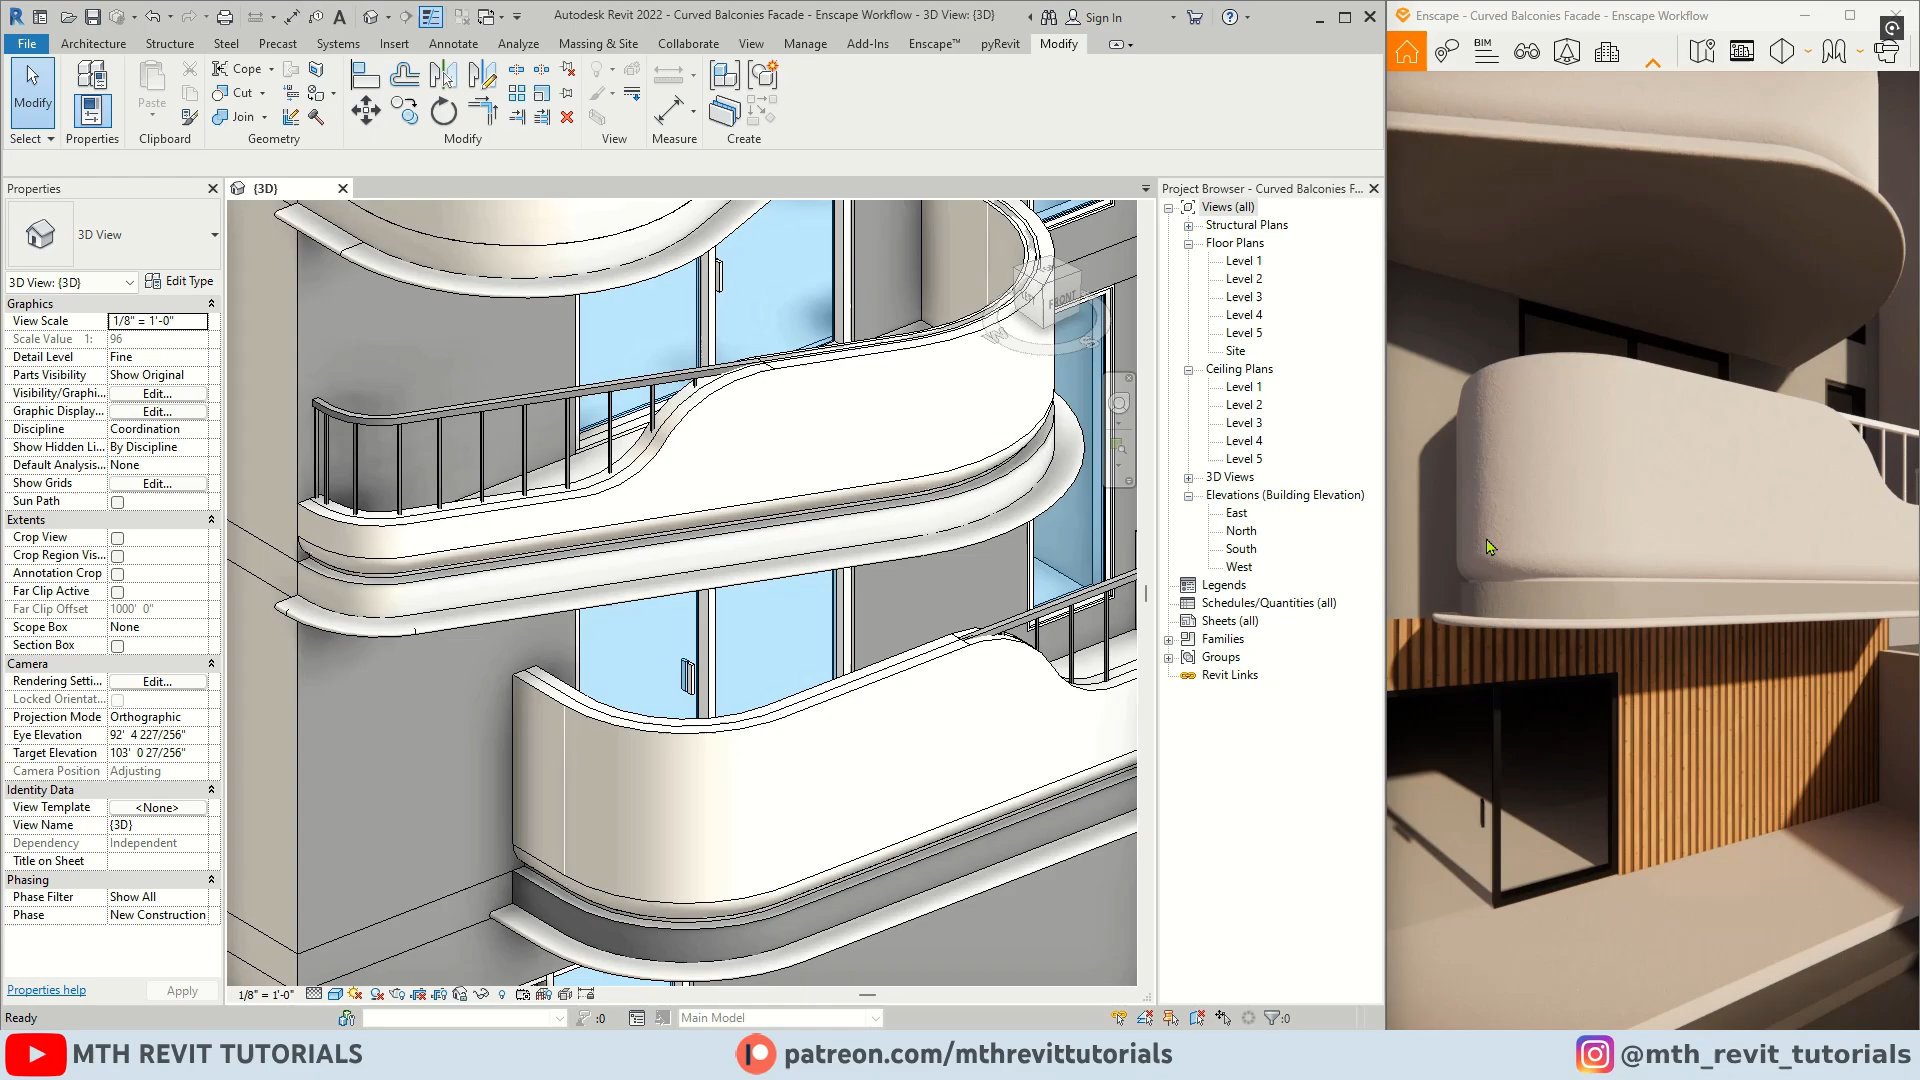 Autodesk Revit 2022 - Curved Balconies Facade - Enscape Workflow - 3D View: {3D}
Sign In
Enscape - Curved Balconies Facade - Enscape Workflow
File
Architecture
Structure
Steel
Precast
Systems
Insert
Annotate
Analyze
Massing & Site
Collaborate
View
Manage
Add-Ins
Enscape™
pyRevit
Modify
BIM
Modify
Paste
Cope
Cut
Join
Select
Properties
Clipboard
Geometry
Modify
View
Measure
Create
Properties
{3D}
Project Browser - Curved Balconies F...
3D View
3D View: {3D}
Edit Type
Graphics
View Scale 1/8" = 1'-0"
Scale Value 1: 96
Detail Level Fine
Parts Visibility Show Original
Visibility/Graphi... Edit...
Graphic Display... Edit...
Discipline Coordination
Show Hidden Li... By Discipline
Default Analysis... None
Show Grids Edit...
Sun Path
Extents
Crop View
Crop Region Vis...
Annotation Crop
Far Clip Active
Far Clip Offset 1000' 0"
Scope Box None
Section Box
Camera
Rendering Setti... Edit...
Locked Orientat...
Projection Mode Orthographic
Eye Elevation 92' 4 227/256"
Target Elevation 103' 0 27/256"
Camera Position Adjusting
Identity Data
View Template <None>
View Name {3D}
Dependency Independent
Title on Sheet
Phasing
Phase Filter Show All
Phase New Construction
Properties help
Apply
FRONT
W
Views (all)
Structural Plans
Floor Plans
Level 1
Level 2
Level 3
Level 4
Level 5
Site
Ceiling Plans
Level 1
Level 2
Level 3
Level 4
Level 5
3D Views
Elevations (Building Elevation)
East
North
South
West
Legends
Schedules/Quantities (all)
Sheets (all)
Families
Groups
Revit Links
1/8" = 1'-0"
Ready
:0
Main Model
:0
MTH REVIT TUTORIALS
patreon.com/mthrevittutorials
@mth_revit_tutorials